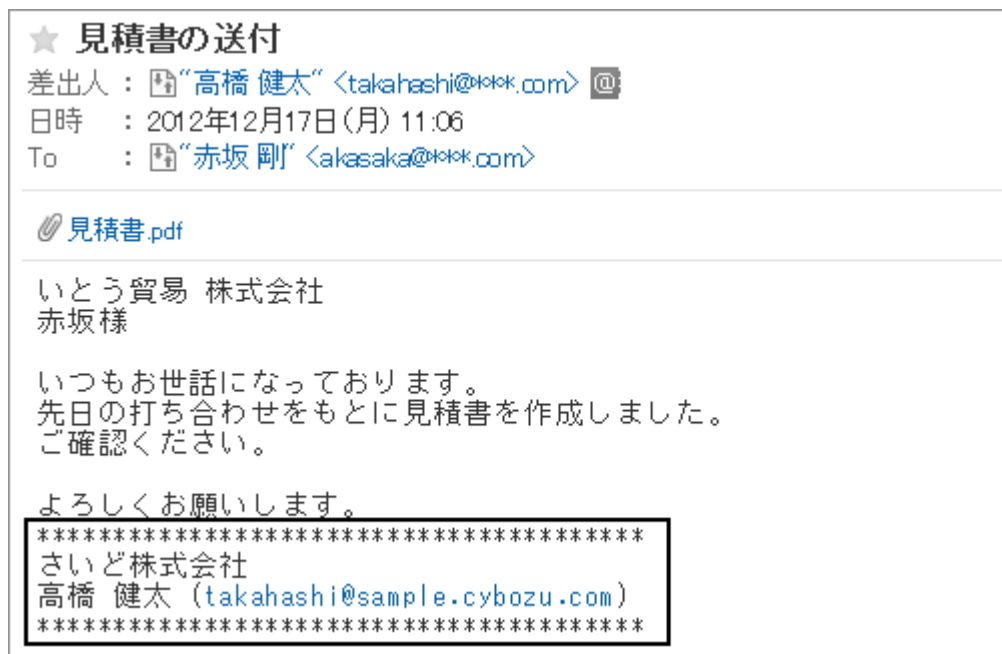 ★ 見積書の送付
差出人 : "高橋 健太" <takahashi@***.com> @
日時 : 2012年12月17日(月) 11:06
To : "赤坂 剛" <akasaka@***.com>
見積書.pdf
いとう貿易 株式会社
赤坂様
いつもお世話になっております。
先日の打ち合わせをもとに見積書を作成しました。
ご確認ください。
よろしくお願いします。
****************************************
さいど株式会社
高橋 健太 (takahashi@sample.cybozu.com)
****************************************